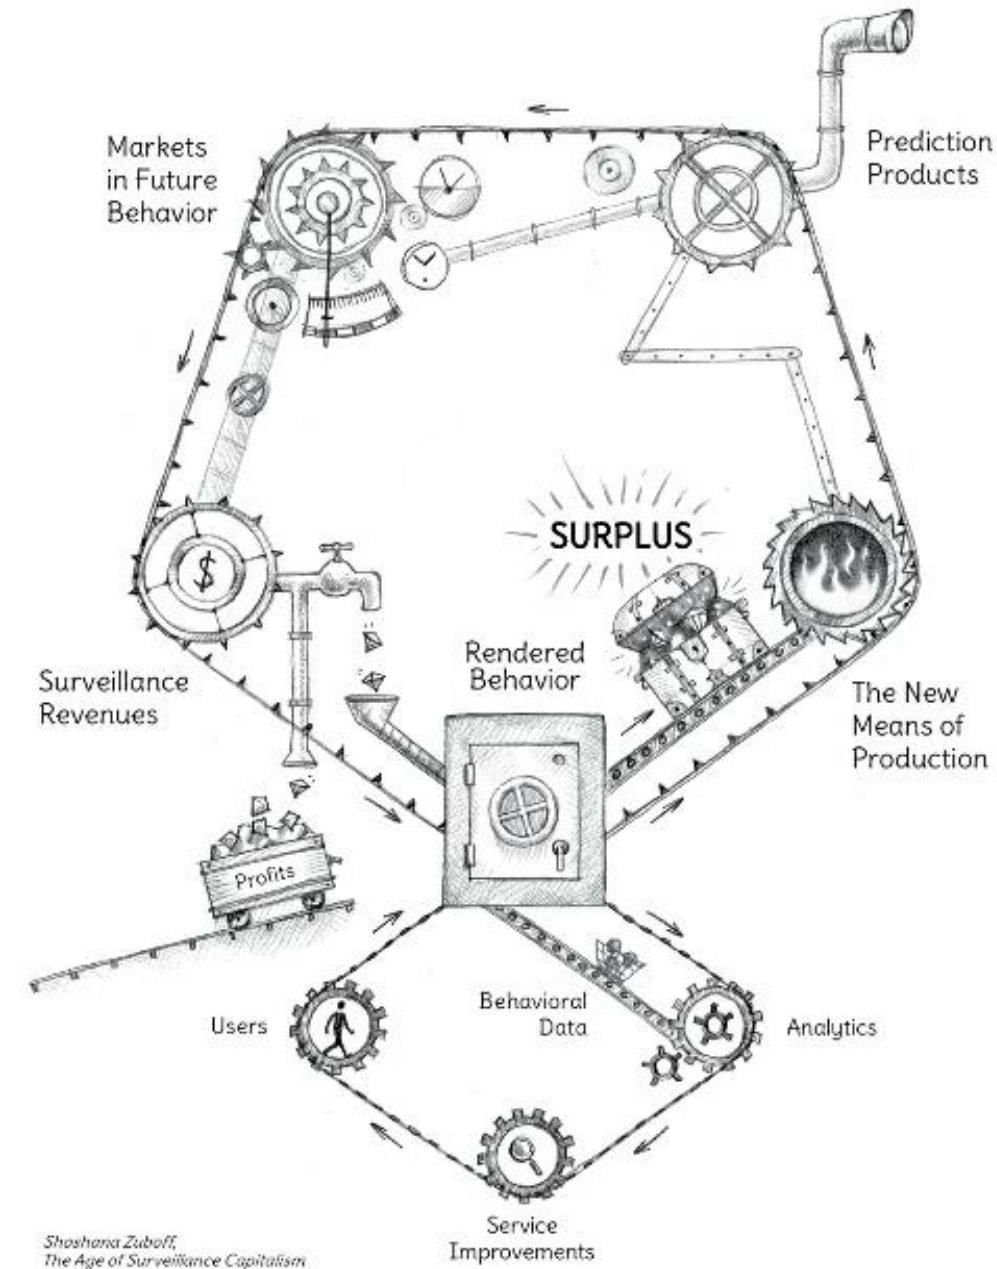 Markets
in Future
Behavior
Prediction
Products
SURPLUS
$
Rendered
Behavior
Surveillance
Revenues
The New
Means of
Production
Profits
Users
Behavioral
Data
Analytics
Service
Improvements
Shoshana Zuboff,
The Age of Surveillance Capitalism